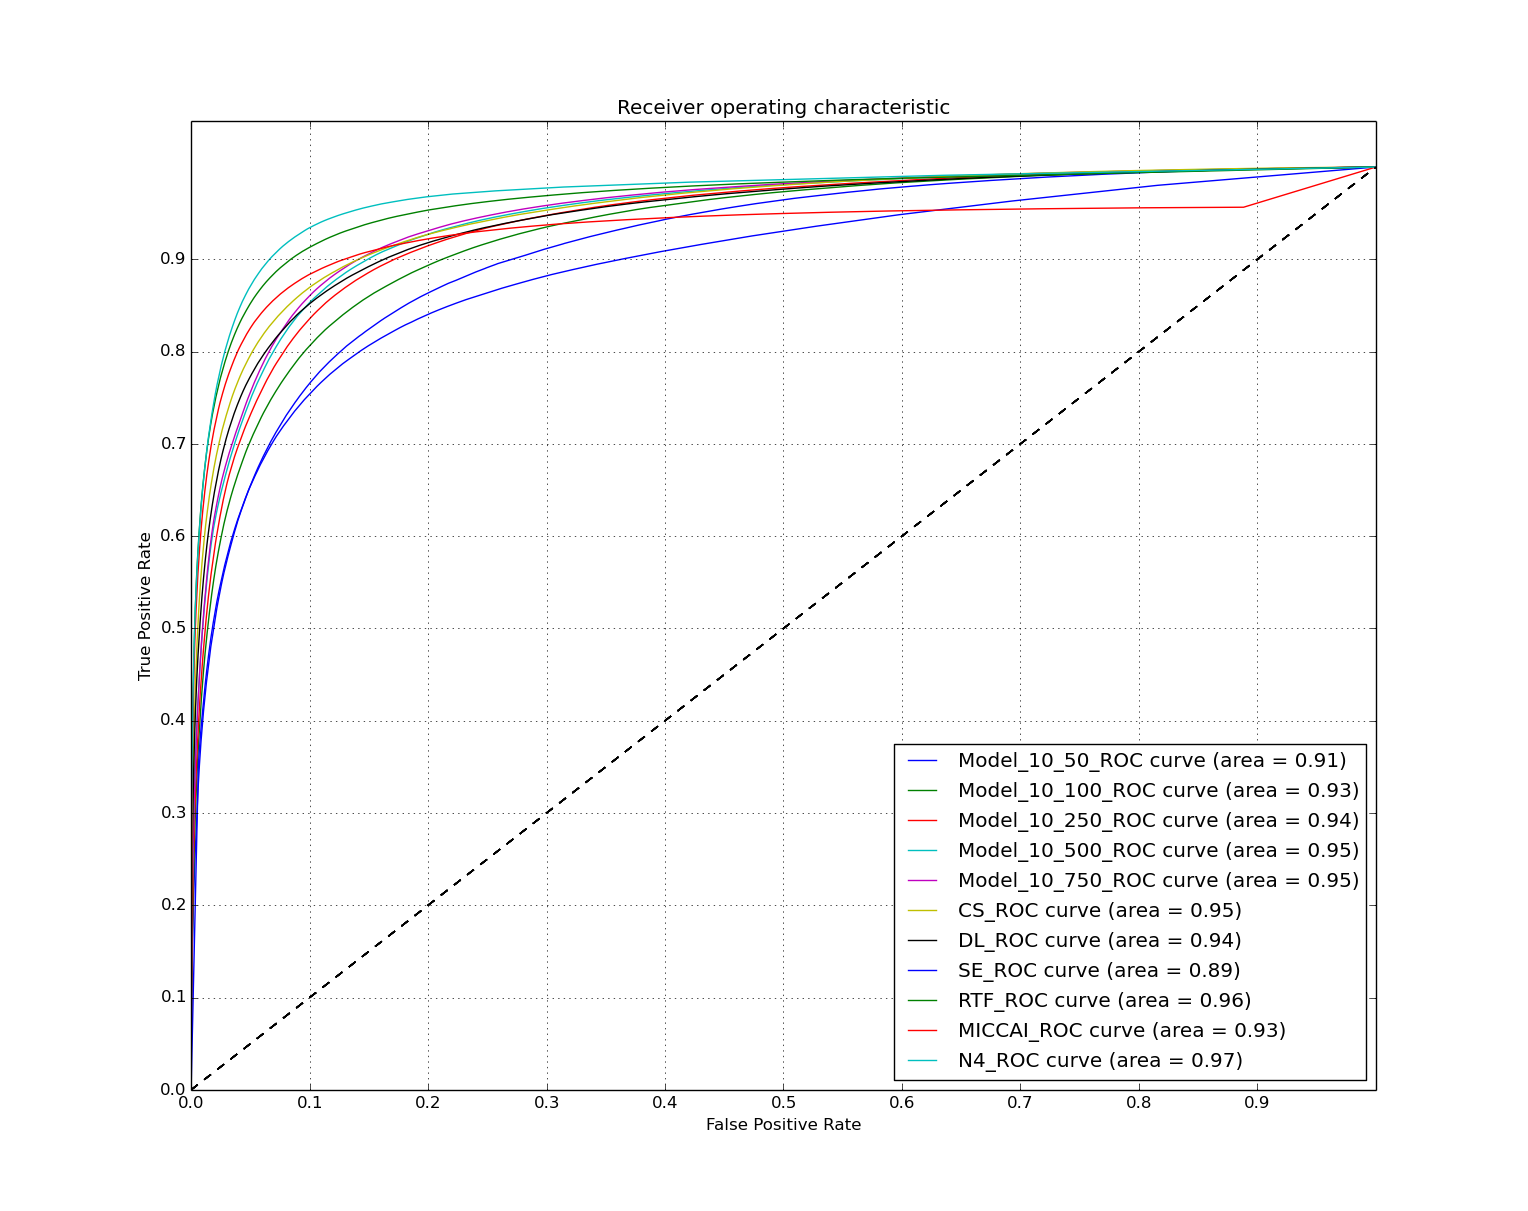 Receiver operating characteristic
True Positive Rate
0.9
0.8
0.7
0.6
0.5
0.4
0.3
0.2
0.1
0.0
Model_10_50_ROC curve (area = 0.91)
Model_10_100_ROC curve (area = 0.93)
Model_10_250_ROC curve (area = 0.94)
Model_10_500_ROC curve (area = 0.95)
Model_10_750_ROC curve (area = 0.95)
CS_ROC curve (area = 0.95)
DL_ROC curve (area = 0.94)
SE_ROC curve (area = 0.89)
RTF_ROC curve (area = 0.96)
MICCAI_ROC curve (area = 0.93)
N4_ROC curve (area = 0.97)
0.0 0.1 0.2 0.3 0.4 0.5 0.6 0.7 0.8 0.9
False Positive Rate